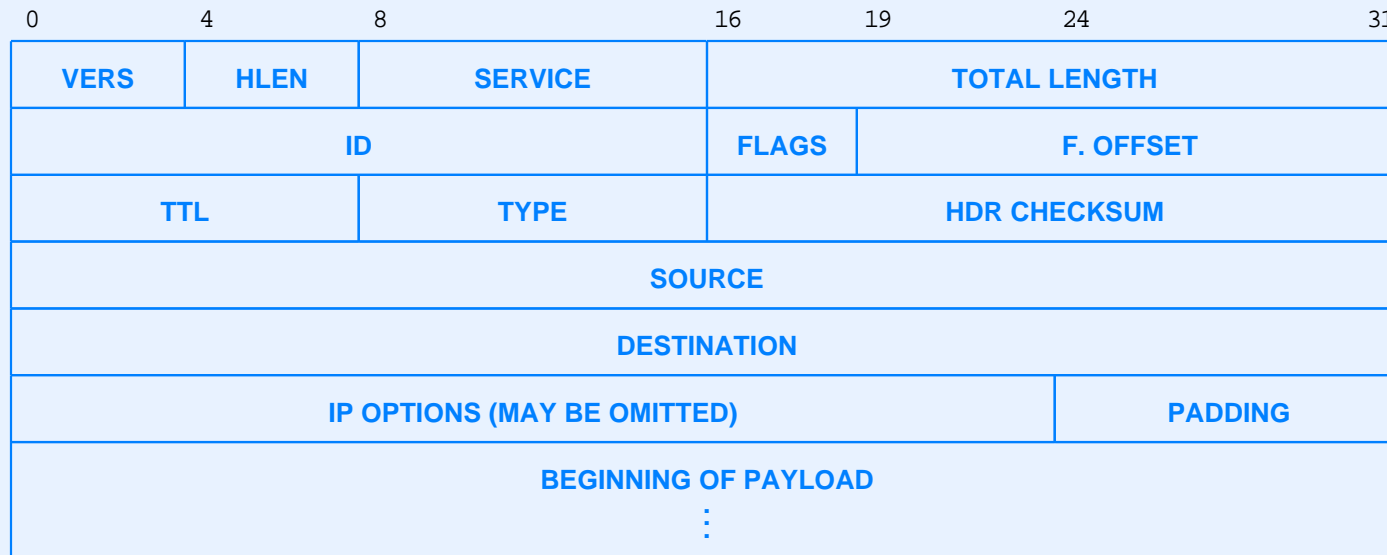 0 4 8 16 19 24 31
VERS HLEN SERVICE TOTAL LENGTH
ID FLAGS F. OFFSET
TTL TYPE HDR CHECKSUM
SOURCE
DESTINATION
IP OPTIONS (MAY BE OMITTED) PADDING
BEGINNING OF PAYLOAD